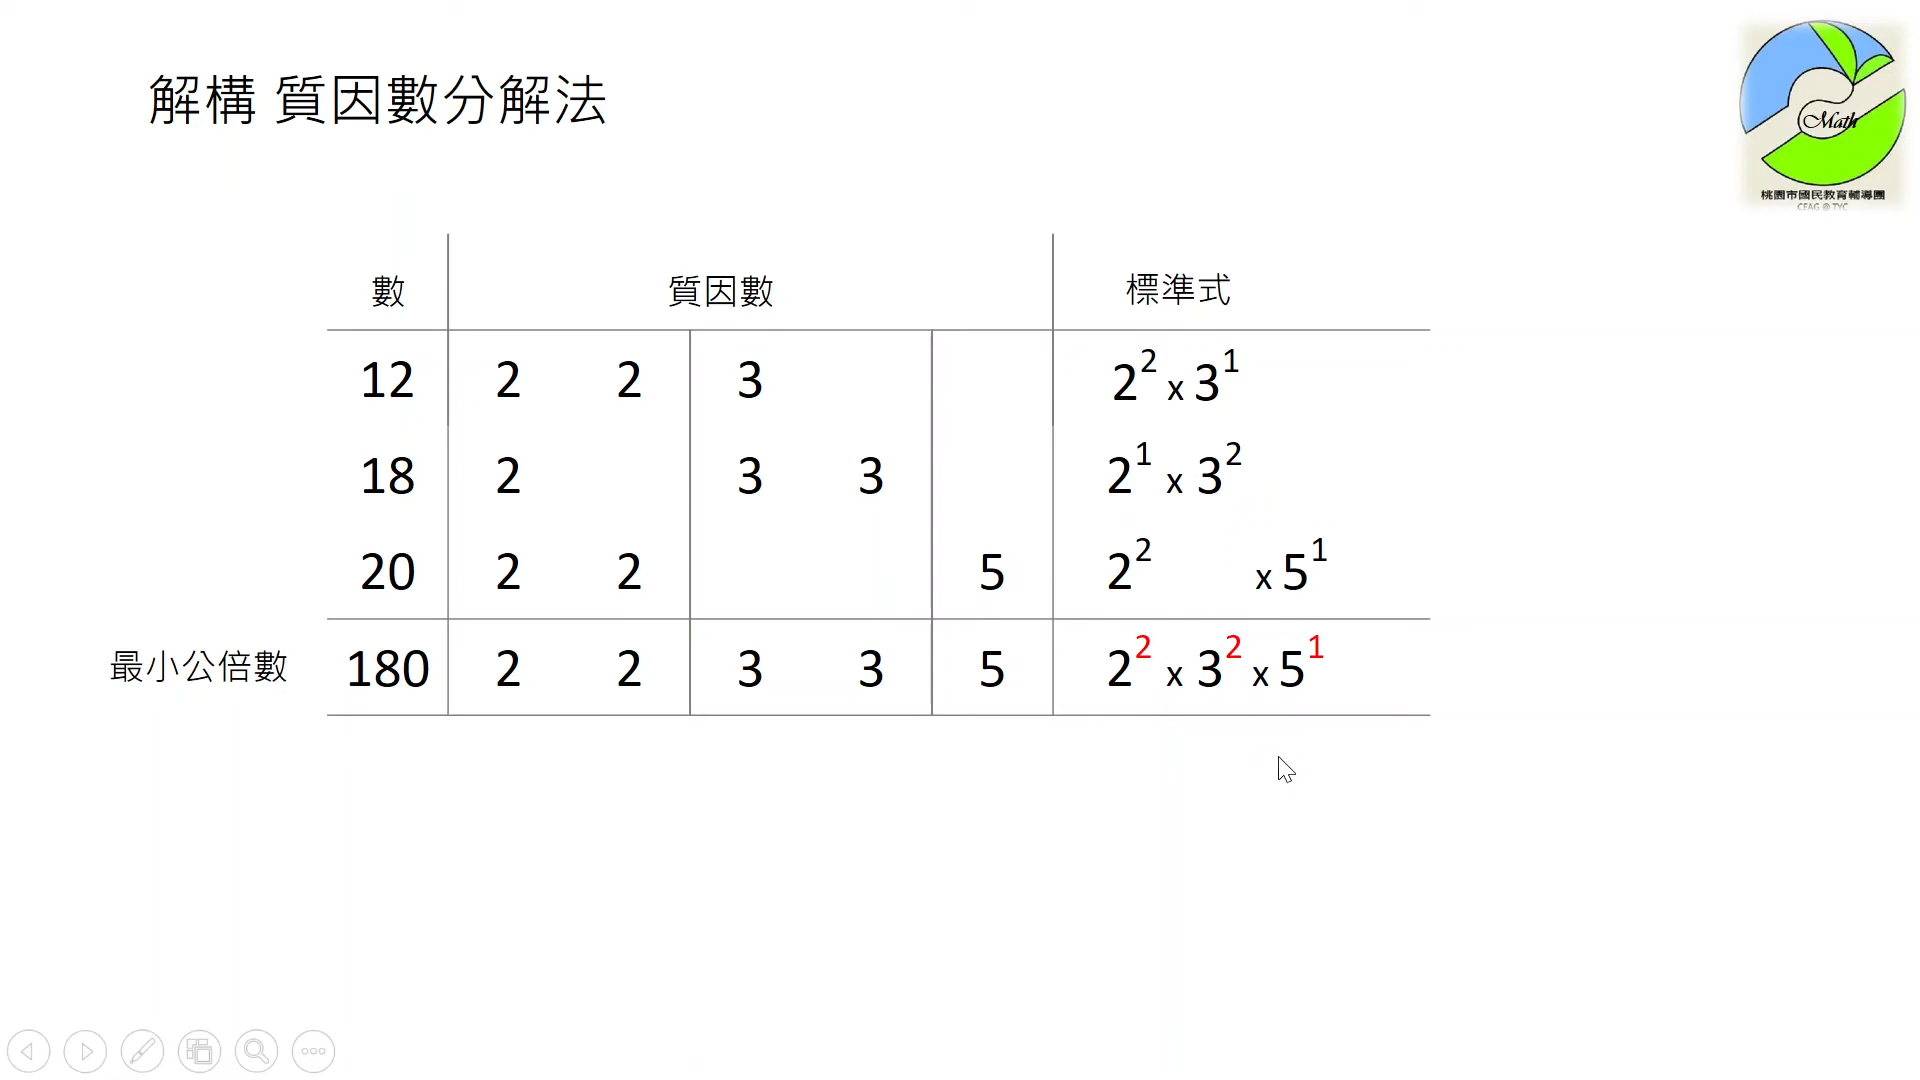 解構 質因數分解法
Math
桃園市國民教育輔導團
CEAG @ TYC
數 質因數 標準式
12 2 2 3 2² x 3¹
18 2 3 3 2¹ x 3²
20 2 2 5 2² x 5¹
最小公倍數 180 2 2 3 3 5 2² x 3² x 5¹